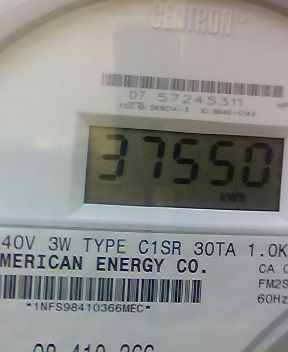 CENTRON®
07 57245311
37550
kWh
40V 3W TYPE C1SR 30TA 1.0K
MERICAN ENERGY CO.
CA
FM2S
60Hz
*1NFS98410366MEC*